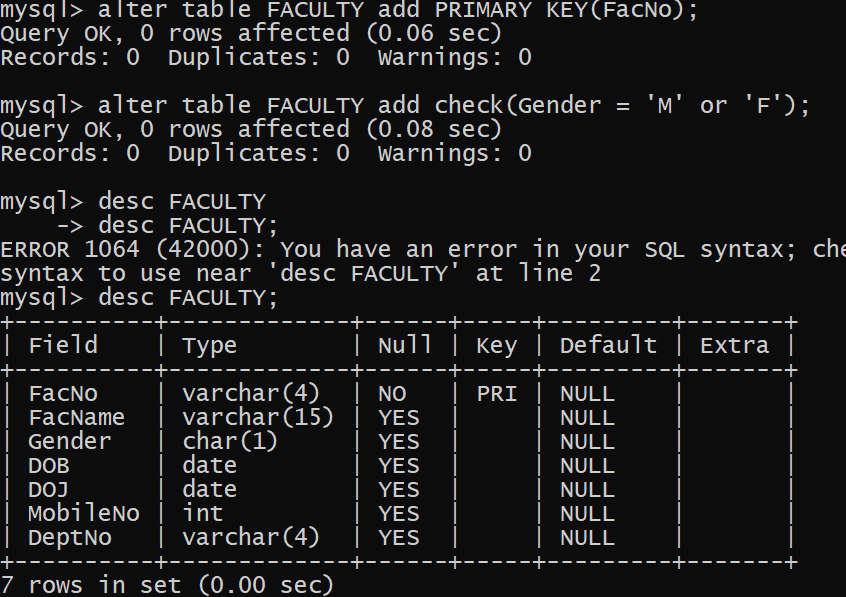 mysql> alter table FACULTY add PRIMARY KEY(FacNo);
Query OK, 0 rows affected (0.06 sec)
Records: 0  Duplicates: 0  Warnings: 0

mysql> alter table FACULTY add check(Gender = 'M' or 'F');
Query OK, 0 rows affected (0.08 sec)
Records: 0  Duplicates: 0  Warnings: 0

mysql> desc FACULTY
    -> desc FACULTY;
ERROR 1064 (42000): You have an error in your SQL syntax; che
syntax to use near 'desc FACULTY' at line 2
mysql> desc FACULTY;
+----------+-------------+------+-----+---------+-------+
| Field    | Type        | Null | Key | Default | Extra |
+----------+-------------+------+-----+---------+-------+
| FacNo    | varchar(4)  | NO   | PRI | NULL    |       |
| FacName  | varchar(15) | YES  |     | NULL    |       |
| Gender   | char(1)     | YES  |     | NULL    |       |
| DOB      | date        | YES  |     | NULL    |       |
| DOJ      | date        | YES  |     | NULL    |       |
| MobileNo | int         | YES  |     | NULL    |       |
| DeptNo   | varchar(4)  | YES  |     | NULL    |       |
+----------+-------------+------+-----+---------+-------+
7 rows in set (0.00 sec)